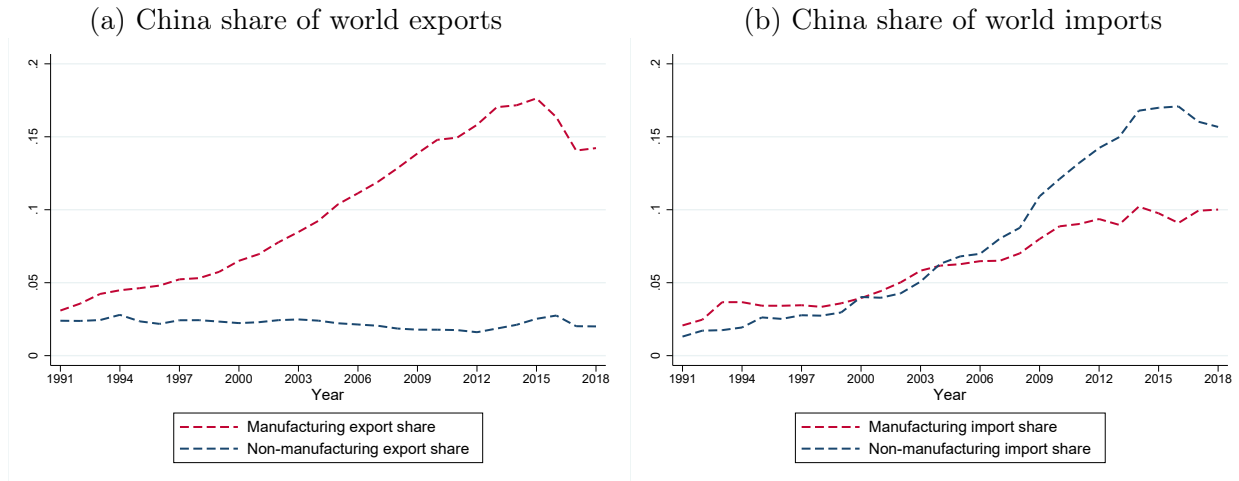 (a) China share of world exports
.2
.15
.1
.05
0
1991 1994 1997 2000 2003 2006 2009 2012 2015 2018
Year
Manufacturing export share
Non-manufacturing export share
(b) China share of world imports
.2
.15
.1
.05
0
1991 1994 1997 2000 2003 2006 2009 2012 2015 2018
Year
Manufacturing import share
Non-manufacturing import share